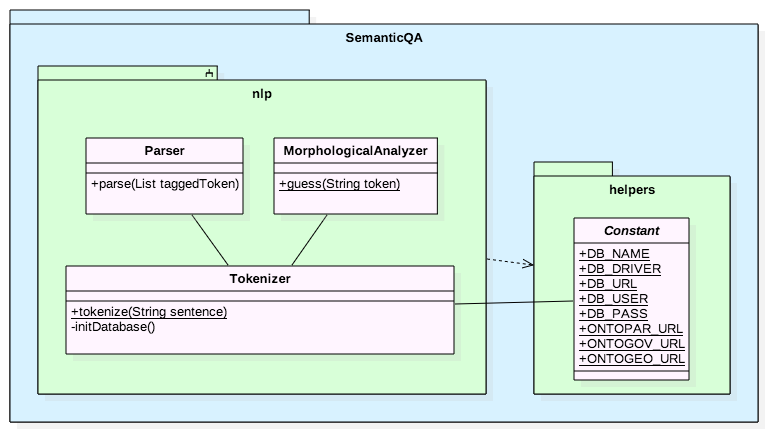 SemanticQA
nlp
Parser
+parse(List taggedToken)
MorphologicalAnalyzer
+guess(String token)
Tokenizer
+tokenize(String sentence)
-initDatabase()
helpers
Constant
+DB_NAME
+DB_DRIVER
+DB_URL
+DB_USER
+DB_PASS
+ONTOPAR_URL
+ONTOGOV_URL
+ONTOGEO_URL